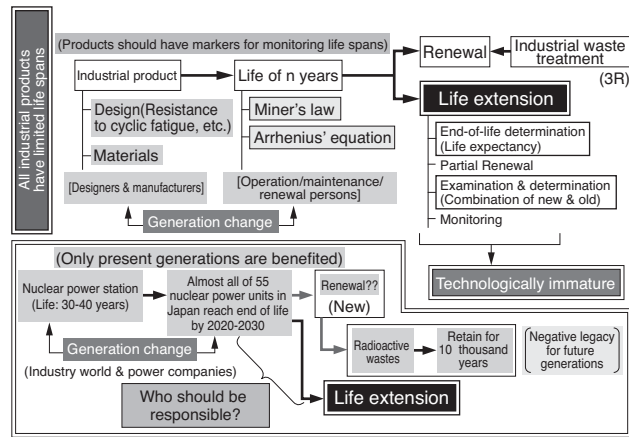 All industrial products
have limited life spans
(Products should have markers for monitoring life spans)
Industrial product
Life of n years
Renewal
Industrial waste
treatment
(3R)
Design(Resistance
to cyclic fatigue, etc.)
Materials
[Designers & manufacturers]
Miner's law
Arrhenius' equation
[Operation/maintenance/
renewal persons]
Generation change
Life extension
End-of-life determination
(Life expectancy)
Partial Renewal
Examination & determination
(Combination of new & old)
Monitoring
Technologically immature
(Only present generations are benefited)
Nuclear power station
(Life: 30-40 years)
Almost all of 55
nuclear power units in
Japan reach end of life
by 2020-2030
Renewal??
(New)
Generation change
(Industry world & power companies)
Radioactive
wastes
Retain for
10 thousand
years
Negative legacy
for future
generations
Who should be
responsible?
Life extension